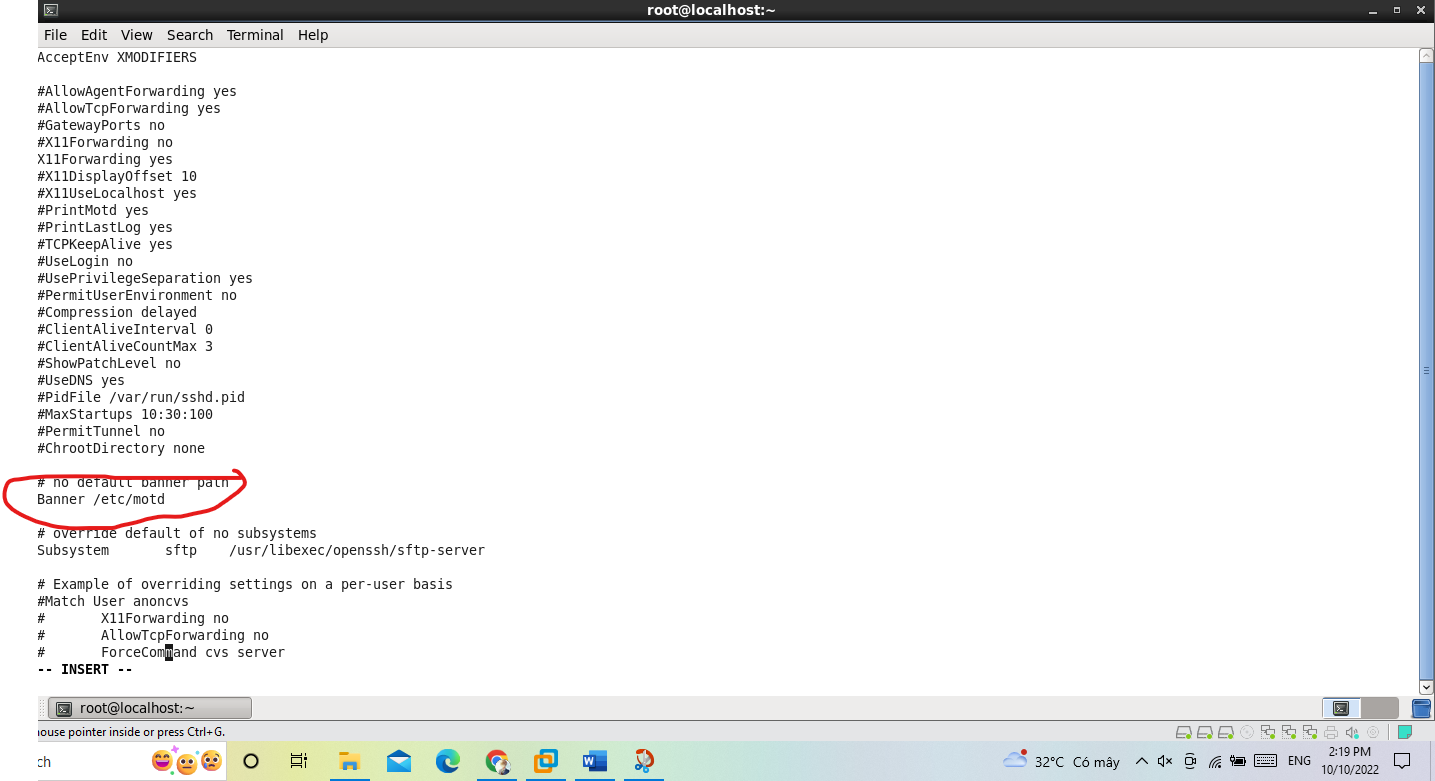 root@localhost:~
File Edit View Search Terminal Help
AcceptEnv XMODIFIERS
#AllowAgentForwarding yes
#AllowTcpForwarding yes
#GatewayPorts no
#X11Forwarding no
X11Forwarding yes
#X11DisplayOffset 10
#X11UseLocalhost yes
#PrintMotd yes
#PrintLastLog yes
#TCPKeepAlive yes
#UseLogin no
#UsePrivilegeSeparation yes
#PermitUserEnvironment no
#Compression delayed
#ClientAliveInterval 0
#ClientAliveCountMax 3
#ShowPatchLevel no
#UseDNS yes
#PidFile /var/run/sshd.pid
#MaxStartups 10:30:100
#PermitTunnel no
#ChrootDirectory none
# no default banner path
Banner /etc/motd
# override default of no subsystems
Subsystem sftp /usr/libexec/openssh/sftp-server
# Example of overriding settings on a per-user basis
#Match User anoncvs
# X11Forwarding no
# AllowTcpForwarding no
# ForceCommand cvs server
-- INSERT --
root@localhost:~
ouse pointer inside or press Ctrl+G.
ch
32°C Có mây
ENG
2:19 PM
10/10/2022